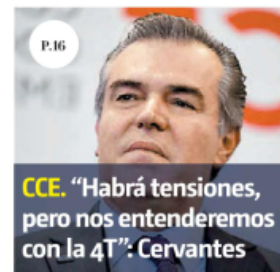 P.16
CCE. “Habrá tensiones,
pero nos entenderemos
con la 4T”: Cervantes